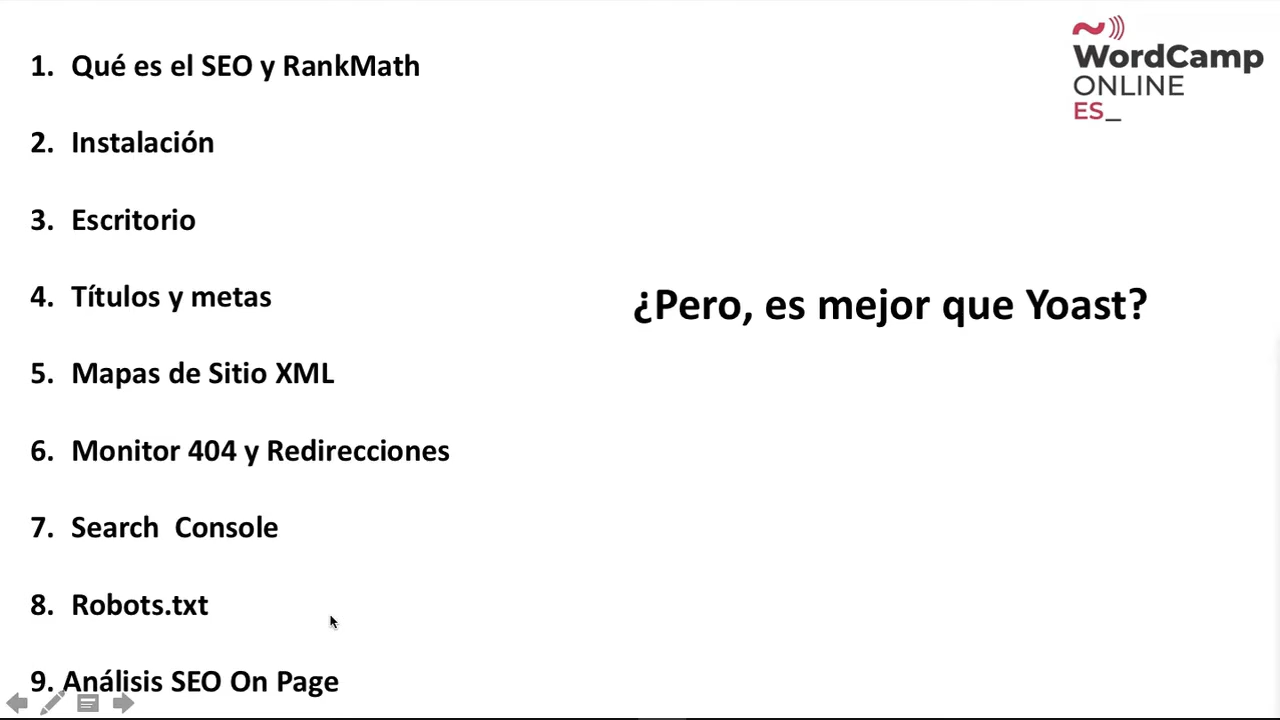 1. Qué es el SEO y RankMath
2. Instalación
3. Escritorio
4. Títulos y metas
5. Mapas de Sitio XML
6. Monitor 404 y Redirecciones
7. Search Console
8. Robots.txt
9. Análisis SEO On Page
¿Pero, es mejor que Yoast?
WordCamp
ONLINE
ES_